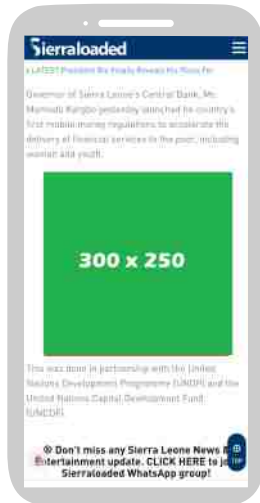 Sierraloaded
LATEST President Bio Finally Reveals His Plans For
Governor of Sierra Leone's Central Bank, Mr.
Kargbo yesterday launched he country's
first mobile money regulations to accelerate the
delivery of financial services to the poor, including
women add youth.
300 x 250
This was done in partnership with the United
Nations Development Programme (UNDP) and the
United Nations Capital Development Fund
(UNCDF).
Don't miss any Sierra Leone News
Entertainment update. CLICK HERE to jo
TOP
Sierraloaded WhatsApp group!